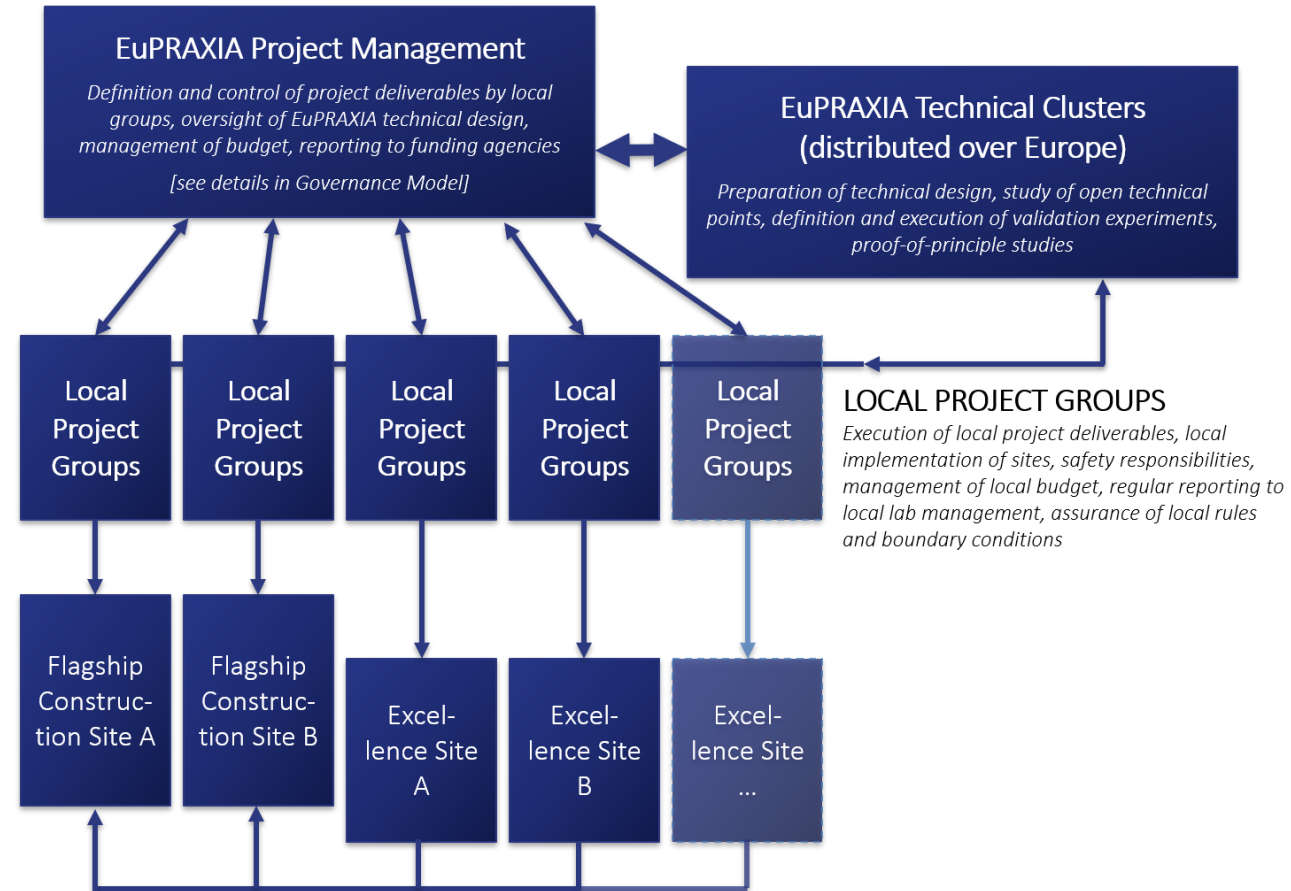 EuPRAXIA Project Management
Definition and control of project deliverables by local
groups, oversight of EuPRAXIA technical design,
management of budget, reporting to funding agencies
[see details in Governance Model]
EuPRAXIA Technical Clusters
(distributed over Europe)
Preparation of technical design, study of open technical
points, definition and execution of validation experiments,
proof-of-principle studies
Local
Project
Groups
Local
Project
Groups
Local
Project
Groups
Local
Project
Groups
Local
Project
Groups
LOCAL PROJECT GROUPS
Execution of local project deliverables, local
implementation of sites, safety responsibilities,
management of local budget, regular reporting to
local lab management, assurance of local rules
and boundary conditions
Flagship
Construc-
tion Site A
Flagship
Construc-
tion Site B
Excel-
lence Site
A
Excel-
lence Site
B
Excel-
lence Site
...